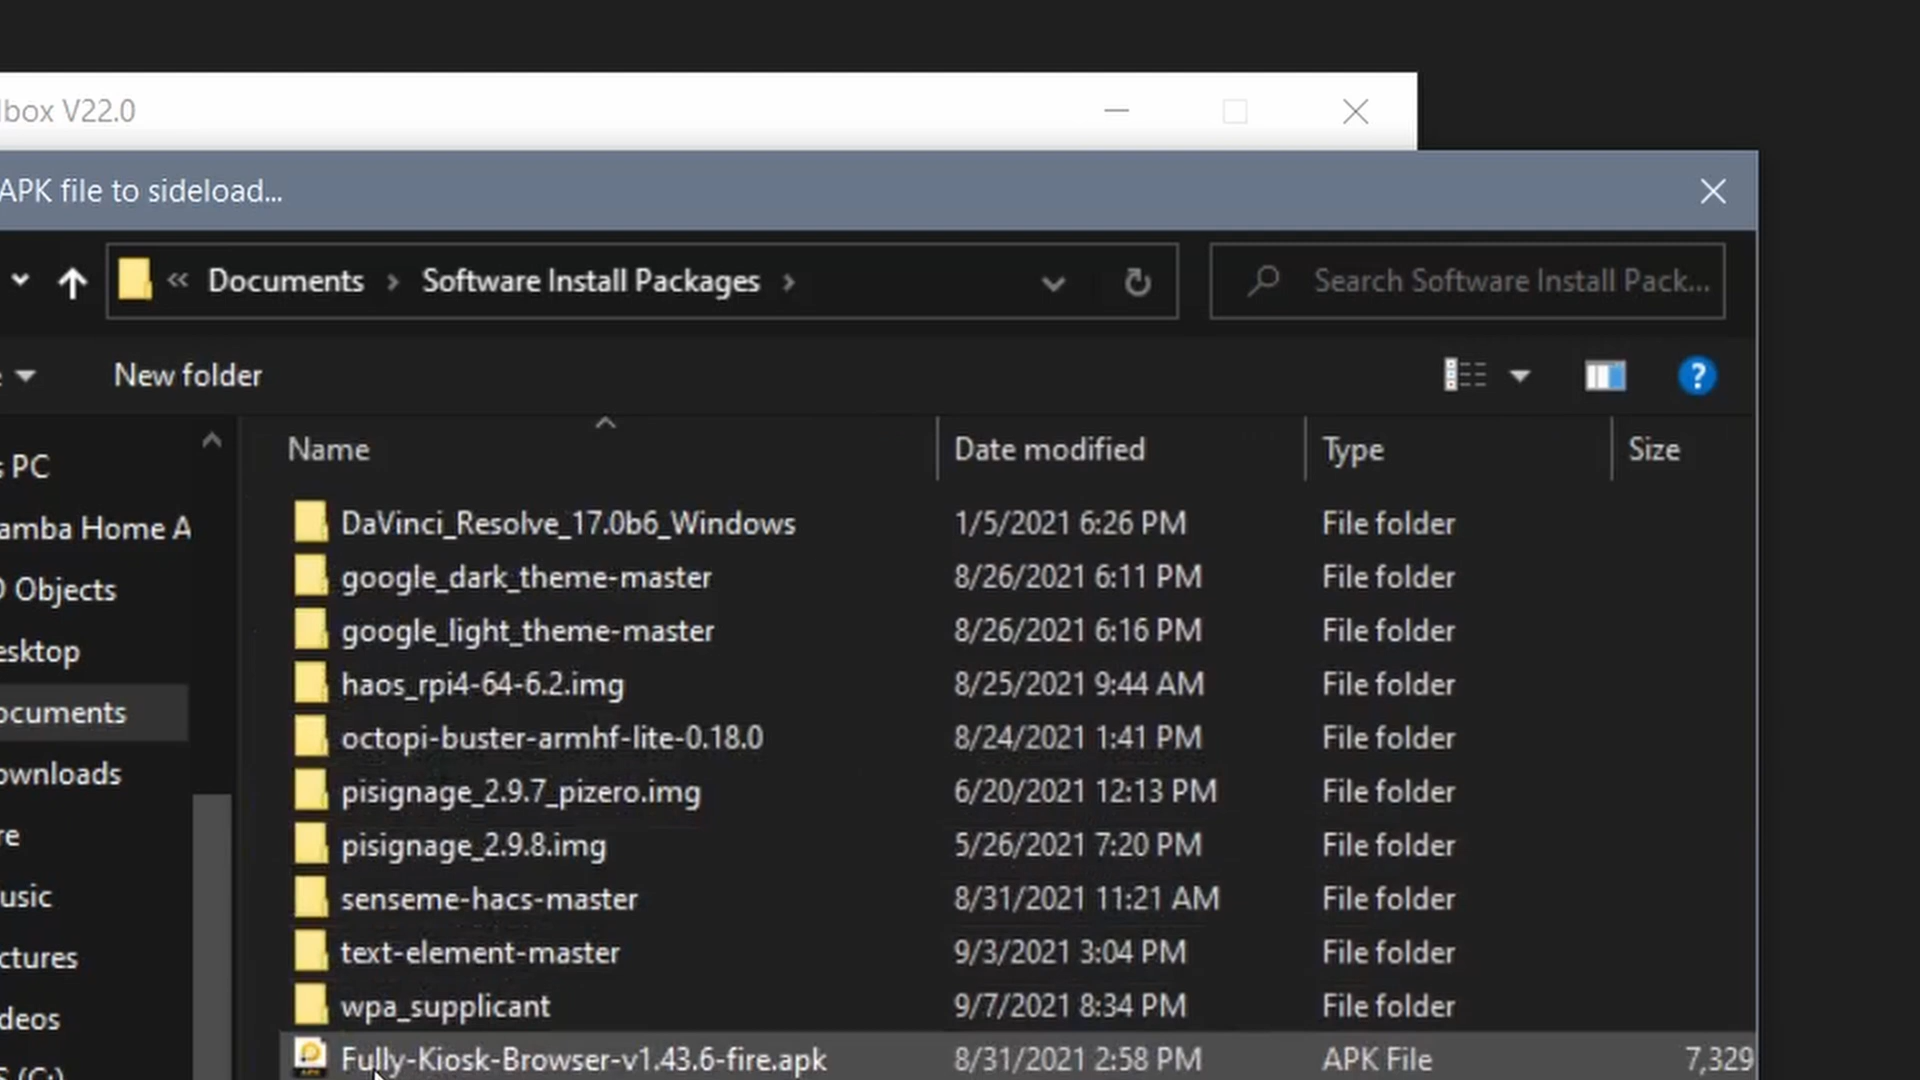 lbox V22.0
APK file to sideload...
« Documents › Software Install Packages ›
Search Software Install Pack...
New folder
?
Name Date modified Type Size
s PC
amba Home A
D Objects
esktop
ocuments
ownloads
re
usic
ctures
deos
S (C:)
DaVinci_Resolve_17.0b6_Windows 1/5/2021 6:26 PM File folder
google_dark_theme-master 8/26/2021 6:11 PM File folder
google_light_theme-master 8/26/2021 6:16 PM File folder
haos_rpi4-64-6.2.img 8/25/2021 9:44 AM File folder
octopi-buster-armhf-lite-0.18.0 8/24/2021 1:41 PM File folder
pisignage_2.9.7_pizero.img 6/20/2021 12:13 PM File folder
pisignage_2.9.8.img 5/26/2021 7:20 PM File folder
senseme-hacs-master 8/31/2021 11:21 AM File folder
text-element-master 9/3/2021 3:04 PM File folder
wpa_supplicant 9/7/2021 8:34 PM File folder
Fully-Kiosk-Browser-v1.43.6-fire.apk 8/31/2021 2:58 PM APK File 7,329